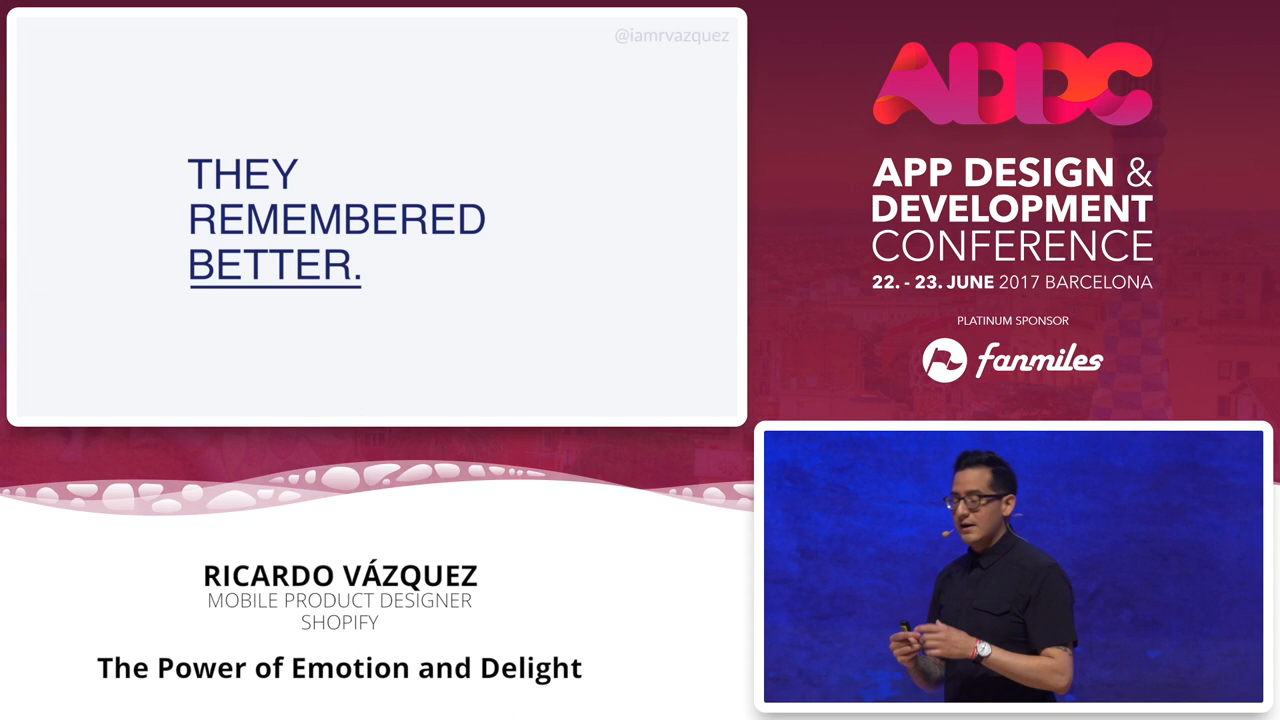 @iamrvazquez
THEY
REMEMBERED
BETTER.
ADDC
APP DESIGN &
DEVELOPMENT
CONFERENCE
22. - 23. JUNE 2017 BARCELONA
PLATINUM SPONSOR
fanmiles
RICARDO VÁZQUEZ
MOBILE PRODUCT DESIGNER
SHOPIFY
The Power of Emotion and Delight